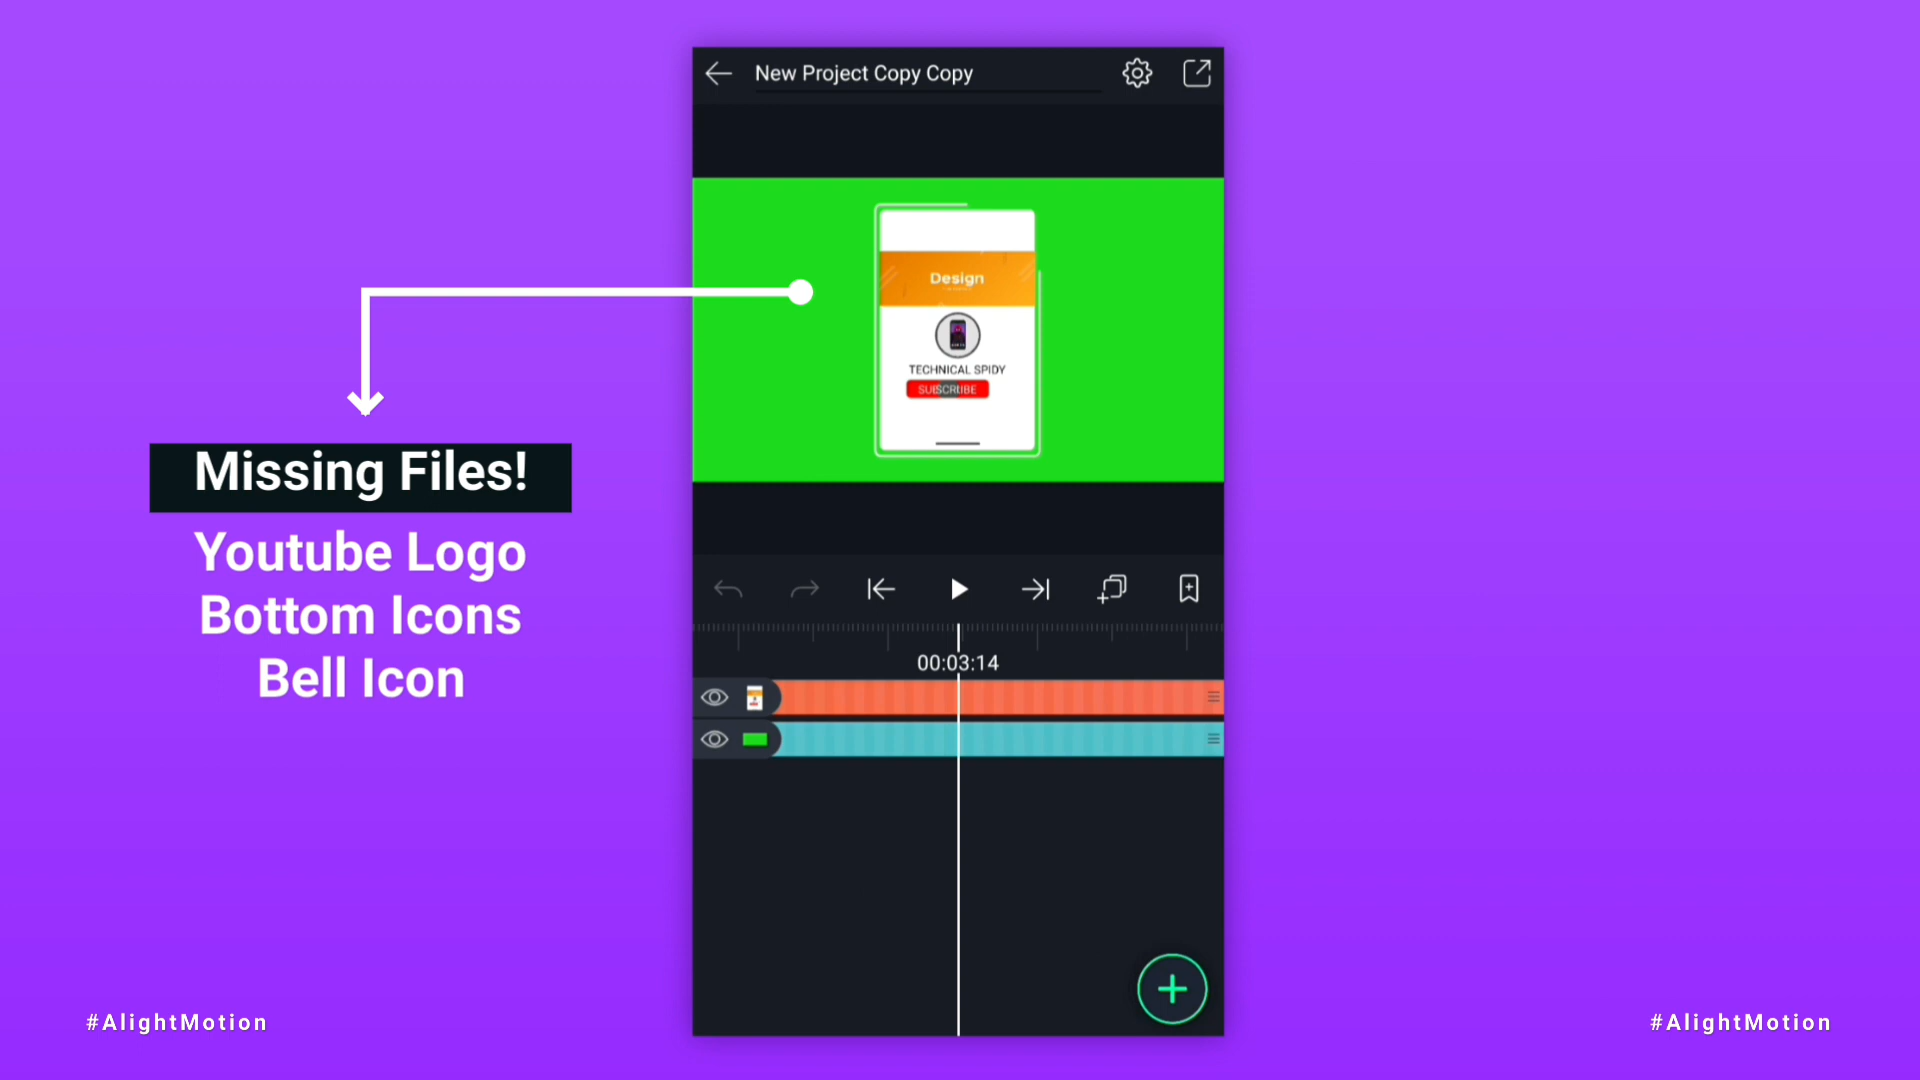 New Project Copy Copy
Design
TECHNICAL SPIDY
SUBSCRIBE
Missing Files!
Youtube Logo
Bottom Icons
Bell Icon
00:03:14
#AlightMotion
#AlightMotion